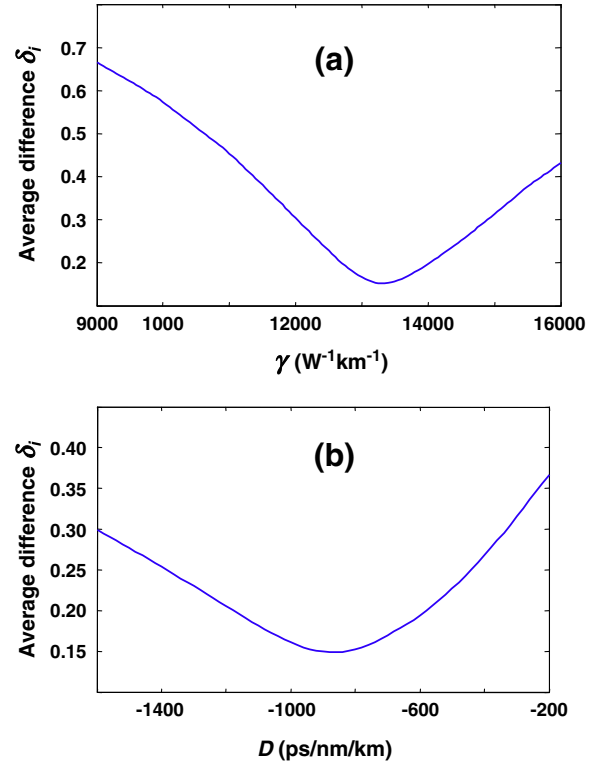 (a)
Average difference δi
0.7
0.6
0.5
0.4
0.3
0.2
9000 1000 12000 14000 16000
γ (W-1km-1)
(b)
Average difference δi
0.40
0.35
0.30
0.25
0.20
0.15
-1400 -1000 -600 -200
D (ps/nm/km)